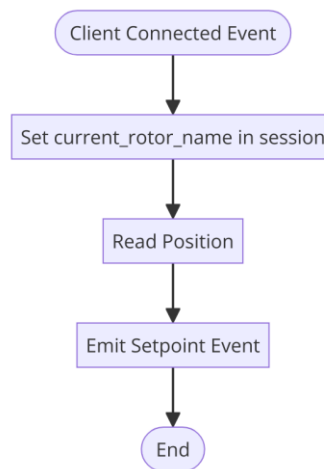 Client Connected Event
Set current_rotor_name in session
Read Position
Emit Setpoint Event
End